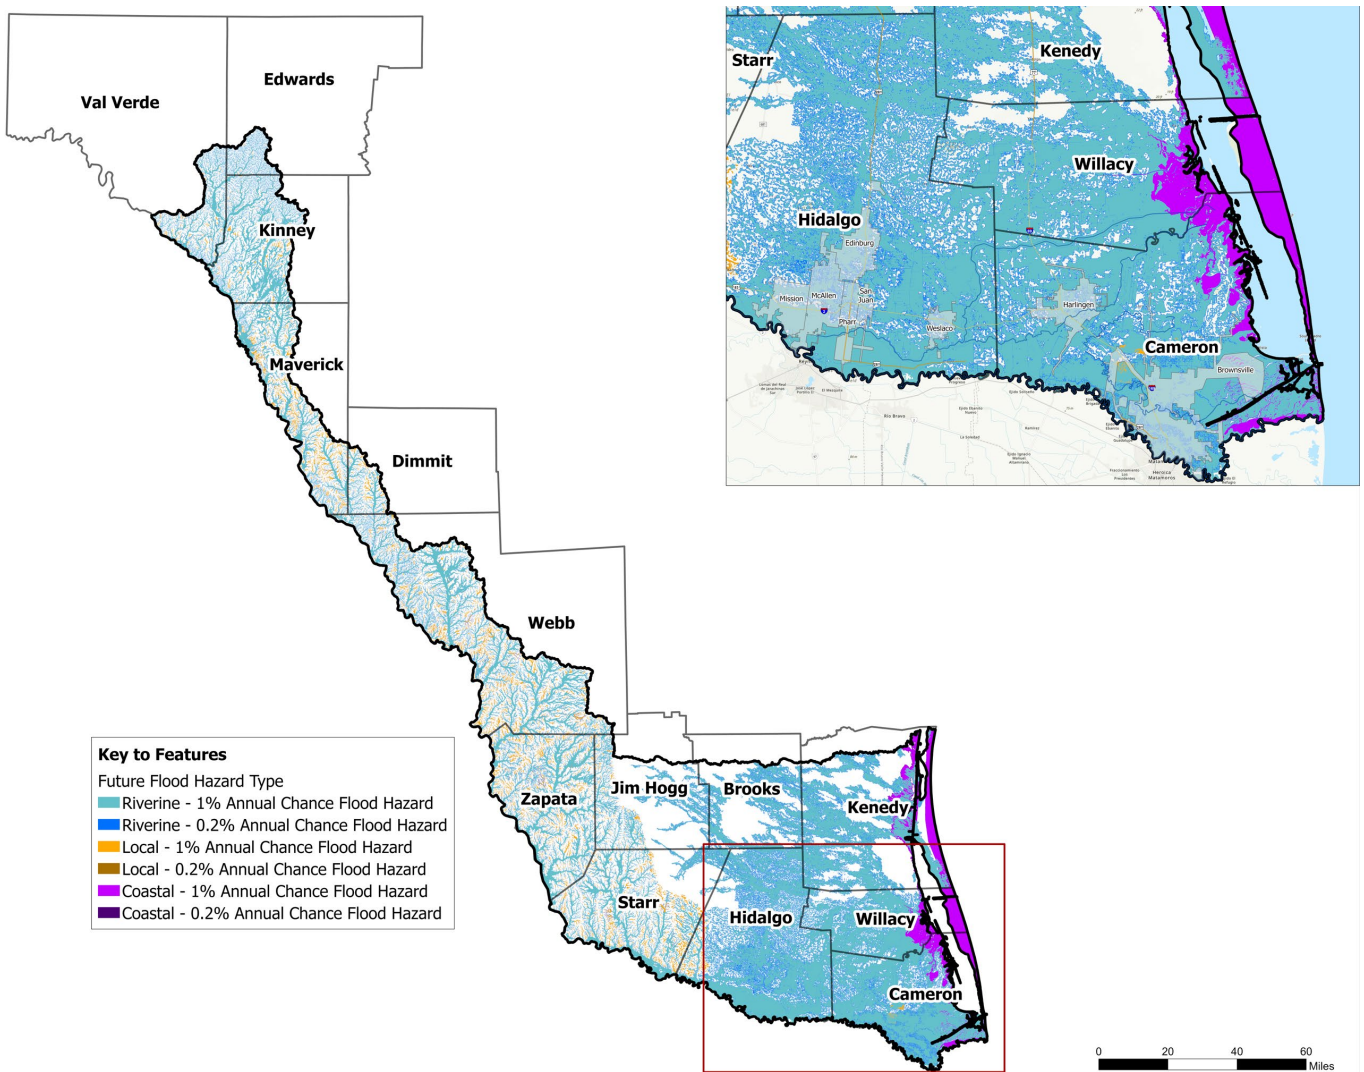 Val Verde
Edwards
Kinney
Maverick
Dimmit
Webb
Zapata
Jim Hogg
Brooks
Kenedy
Starr
Hidalgo
Willacy
Cameron
Starr
Kenedy
Willacy
Hidalgo
Edinburg
Mission
McAllen
San
Juan
Pharr
Weslaco
Harlingen
Cameron
Brownsville
Rio Bravo
Heroica
Matamoros
Key to Features
Future Flood Hazard Type
Riverine - 1% Annual Chance Flood Hazard
Riverine - 0.2% Annual Chance Flood Hazard
Local - 1% Annual Chance Flood Hazard
Local - 0.2% Annual Chance Flood Hazard
Coastal - 1% Annual Chance Flood Hazard
Coastal - 0.2% Annual Chance Flood Hazard
0 20 40 60
Miles